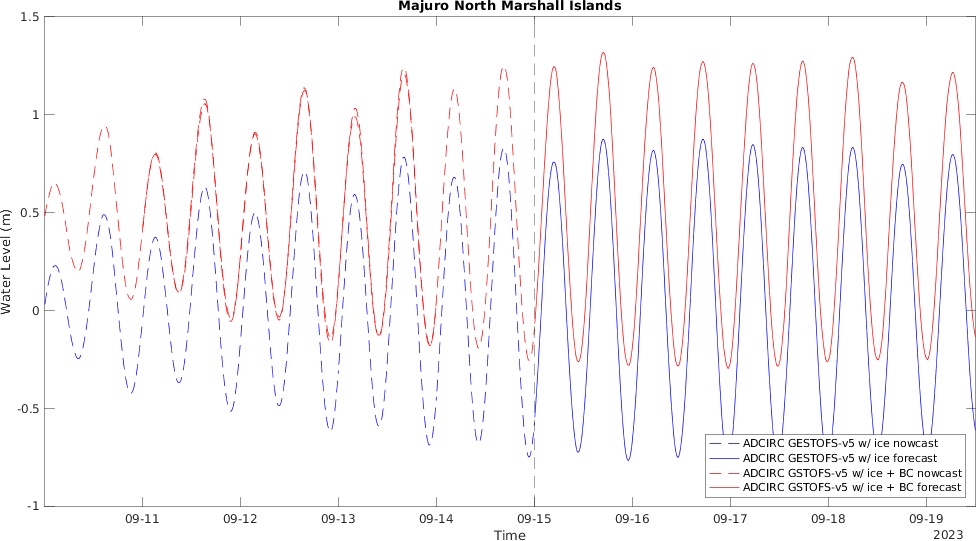 Majuro North Marshall Islands
Water Level (m)
1.5
1
0.5
0
-0.5
-1
09-11
09-12
09-13
09-14
09-15
09-16
09-17
09-18
09-19
Time
2023
ADCIRC GESTOFS-v5 w/ ice nowcast
ADCIRC GESTOFS-v5 w/ ice forecast
ADCIRC GSTOFS-v5 w/ ice + BC nowcast
ADCIRC GSTOFS-v5 w/ ice + BC forecast